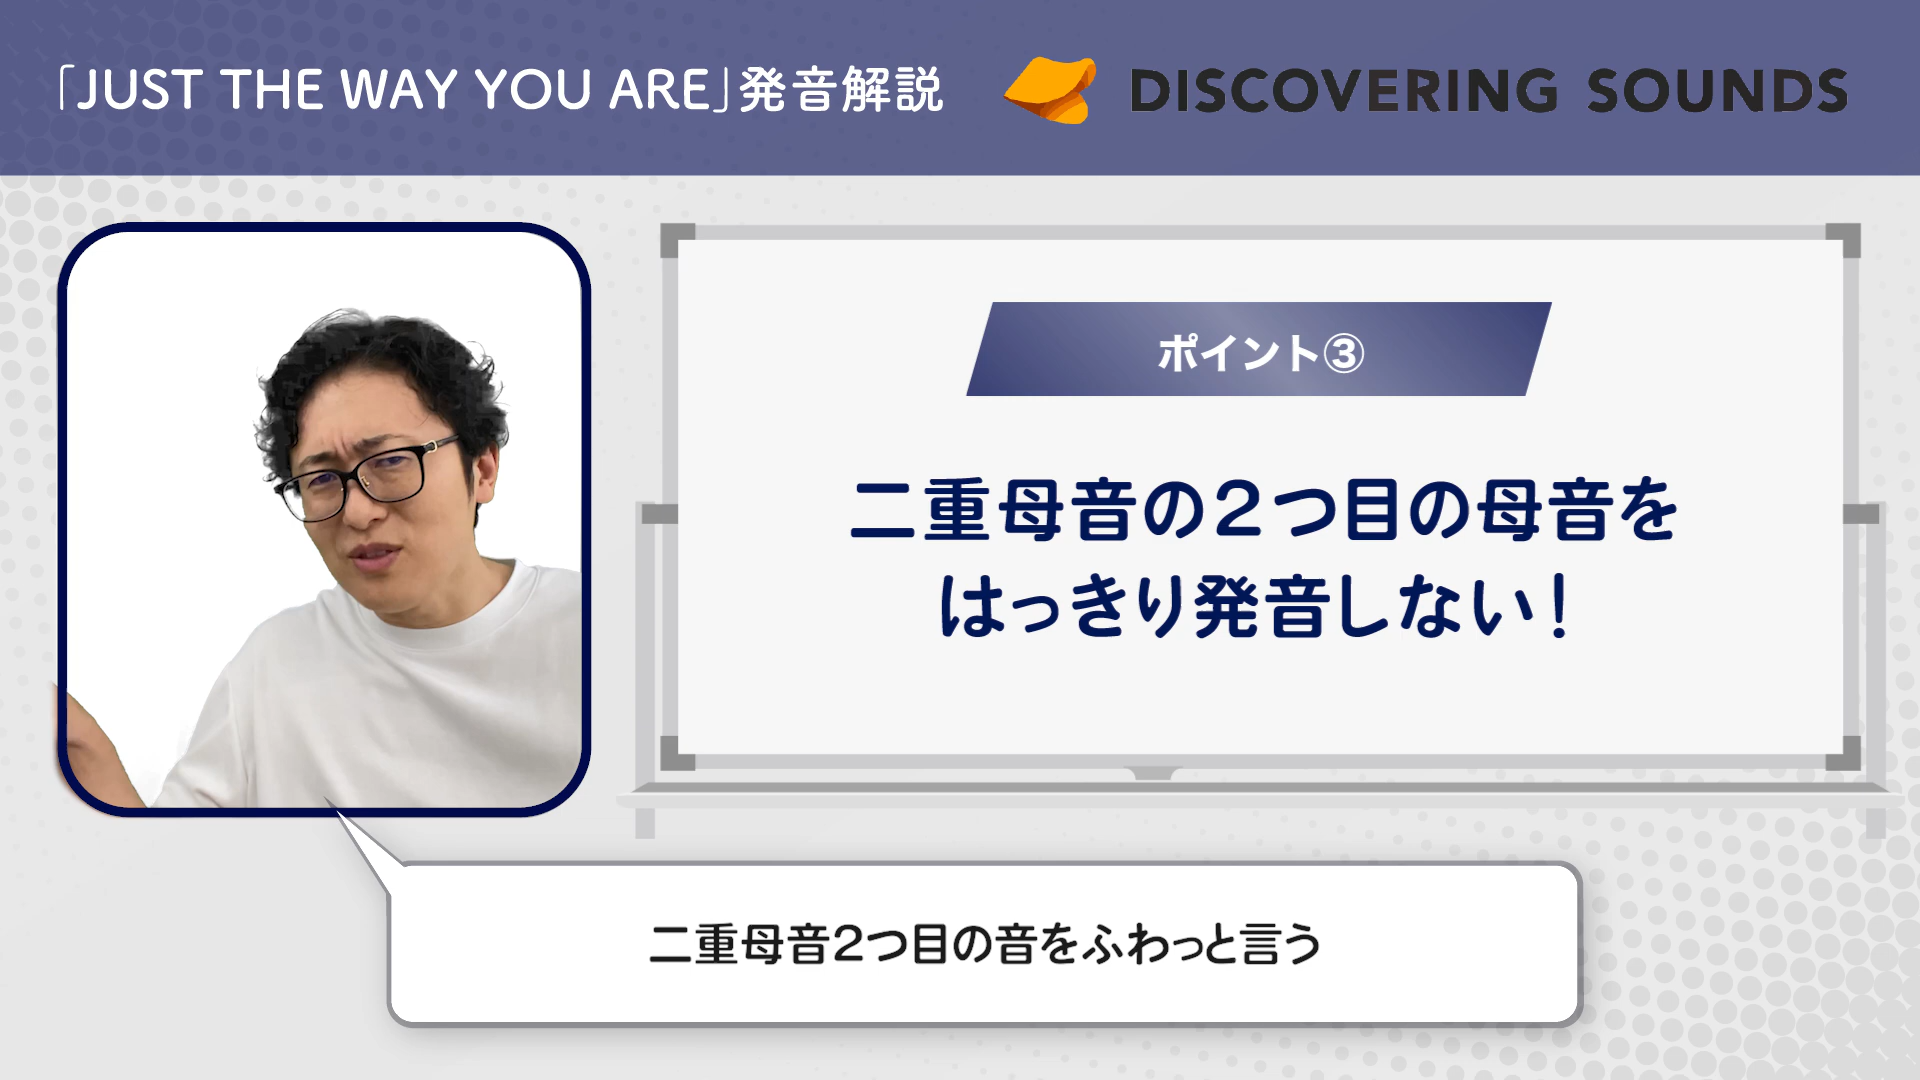 「JUST THE WAY YOU ARE」発音解説
DISCOVERING SOUNDS
ポイント③
二重母音の2つ目の母音を
はっきり発音しない！
二重母音2つ目の音をふわっと言う